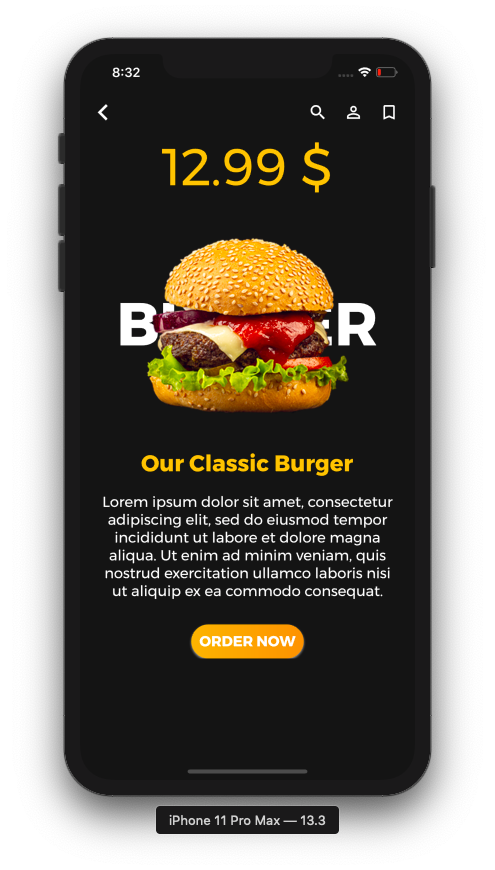 8:32
12.99 $
B ER
Our Classic Burger
Lorem ipsum dolor sit amet, consectetur
adipiscing elit, sed do eiusmod tempor
incididunt ut labore et dolore magna
aliqua. Ut enim ad minim veniam, quis
nostrud exercitation ullamco laboris nisi
ut aliquip ex ea commodo consequat.
ORDER NOW
iPhone 11 Pro Max — 13.3